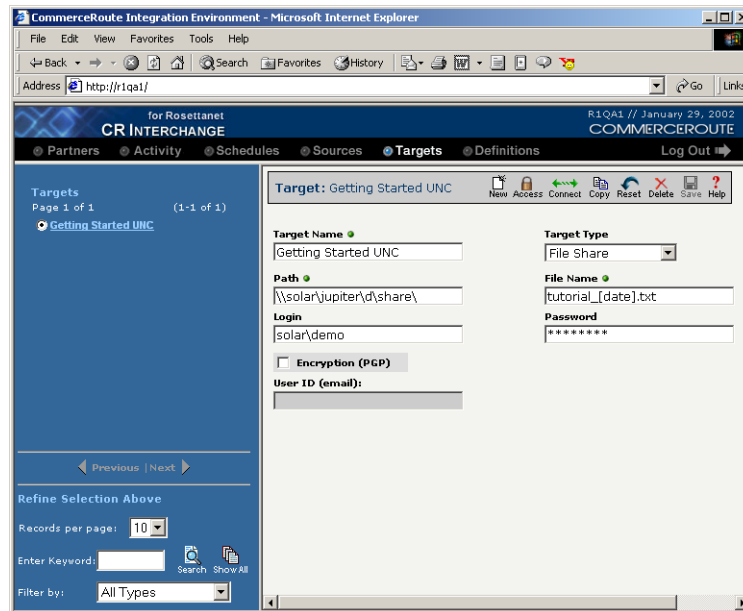 CommerceRoute Integration Environment - Microsoft Internet Explorer
File Edit View Favorites Tools Help
Back Search Favorites History
Address http://r1qa1/ Go Links
for Rosettanet
CR INTERCHANGE
R1QA1 // January 29, 2002
COMMERCEROUTE
Partners Activity Schedules Sources Targets Definitions Log Out
Targets
Page 1 of 1 (1-1 of 1)
Getting Started UNC
Previous | Next
Refine Selection Above
Records per page: 10
Enter Keyword: Search Show All
Filter by: All Types
Target: Getting Started UNC
New Access Connect Copy Reset Delete Save Help
Target Name Target Type
Getting Started UNC File Share
Path File Name
\\solar\jupiter\d\share\ tutorial_[date].txt
Login Password
solar\demo ********
Encryption (PGP)
User ID (email):